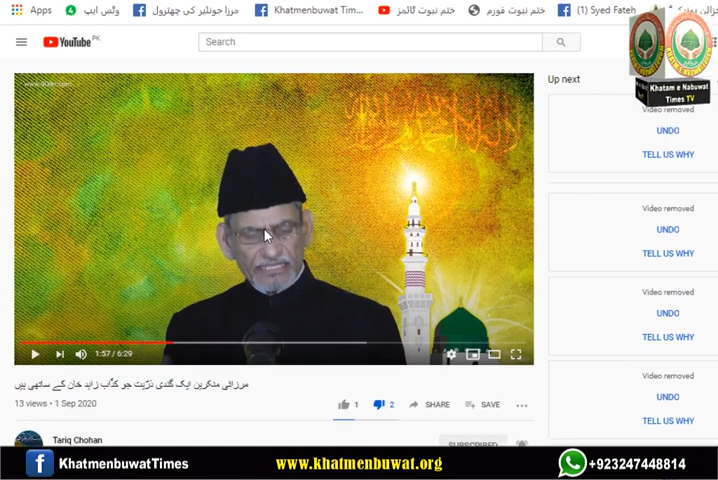 Apps
وٹس ایپ
مرزا جونئیر کی چھترول
Khatmenbuwat Tim...
ختم نبوت ٹائمز
ختم نبوت فورم
(1) Syed Fateh
YouTube PK
Search
Khatam e Nabuwat
Times TV
Up next
Video removed
UNDO
TELL US WHY
Video removed
UNDO
TELL US WHY
Video removed
UNDO
TELL US WHY
Video removed
UNDO
TELL US WHY
1:57 / 6:29
مرزائی منکرین ایک گندی ذرّیت جو کذّاب زاہد خان کے ساتھی ہیں
13 views • 1 Sep 2020
1
2
SHARE
SAVE
Tariq Chohan
SUBSCRIBED
KhatmenbuwatTimes
www.khatmenbuwat.org
+923247448814